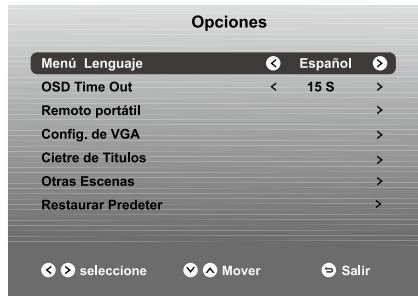 Opciones
Menú Lenguaje < Español >
OSD Time Out < 15 S >
Remoto portátil >
Config. de VGA >
Cietre de Titulos >
Otras Escenas >
Restaurar Predeter >
seleccione Mover Salir